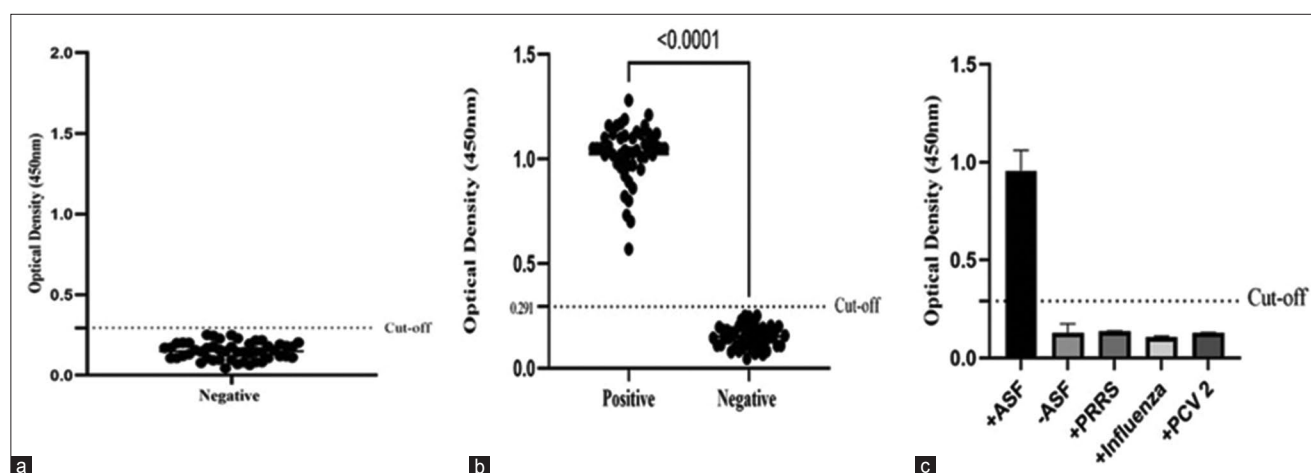 2.0
1.5
1.0
0.5
0.0
Optical Density (450nm)
Cut-off
Negative
a
<0.0001
1.5
1.0
0.5
0.291
0.0
Optical Density (450nm)
Cut-off
Positive
Negative
b
1.5
1.0
0.5
0.0
Optical Density (450nm)
Cut-off
+ASF
-ASF
+PRRS
+Influenza
+PCV 2
c